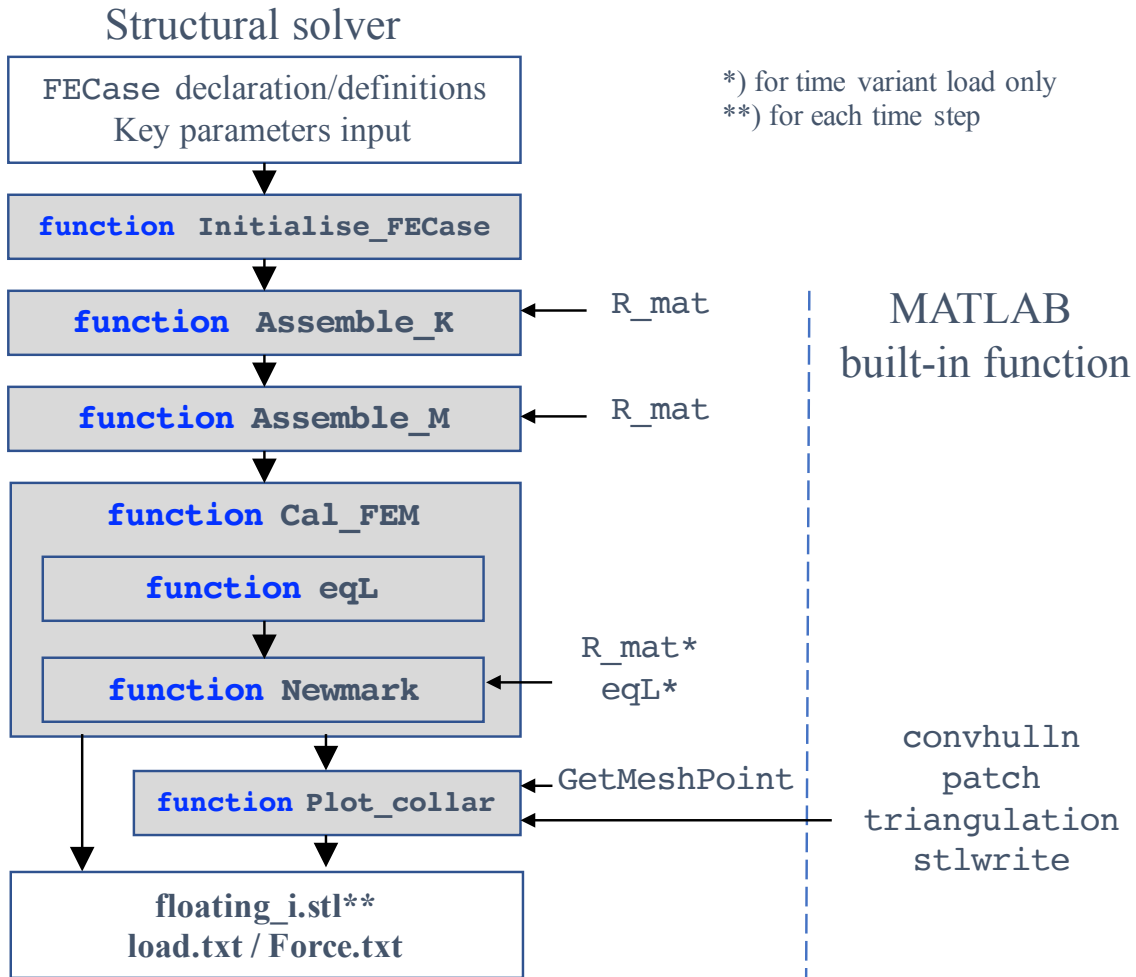 Structural solver
FECase declaration/definitions
Key parameters input
*) for time variant load only
**) for each time step
function Initialise_FECase
function Assemble_K
R_mat
MATLAB
built-in function
function Assemble_M
R_mat
function Cal_FEM
function eqL
function Newmark
R_mat*
eqL*
function Plot_collar
GetMeshPoint
convhulln
patch
triangulation
stlwrite
floating_i.stl**
load.txt / Force.txt